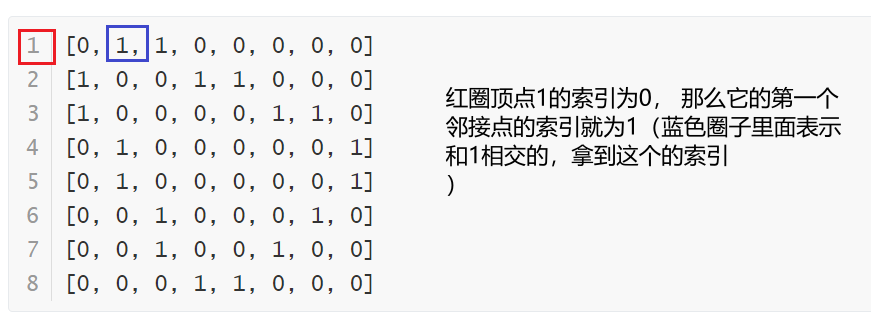 1 [0, 1, 1, 0, 0, 0, 0, 0]
2 [1, 0, 0, 1, 1, 0, 0, 0]
3 [1, 0, 0, 0, 0, 1, 1, 0]
4 [0, 1, 0, 0, 0, 0, 0, 1]
5 [0, 1, 0, 0, 0, 0, 0, 1]
6 [0, 0, 1, 0, 0, 0, 1, 0]
7 [0, 0, 1, 0, 0, 1, 0, 0]
8 [0, 0, 0, 1, 1, 0, 0, 0]
红圈顶点1的索引为0， 那么它的第一个
邻接点的索引就为1（蓝色圈子里面表示
和1相交的，拿到这个的索引
）